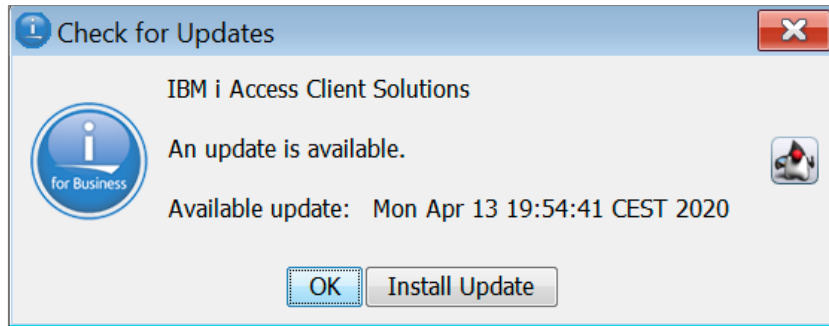 Check for Updates
IBM i Access Client Solutions
An update is available.
i
for Business
Available update: Mon Apr 13 19:54:41 CEST 2020
OK Install Update